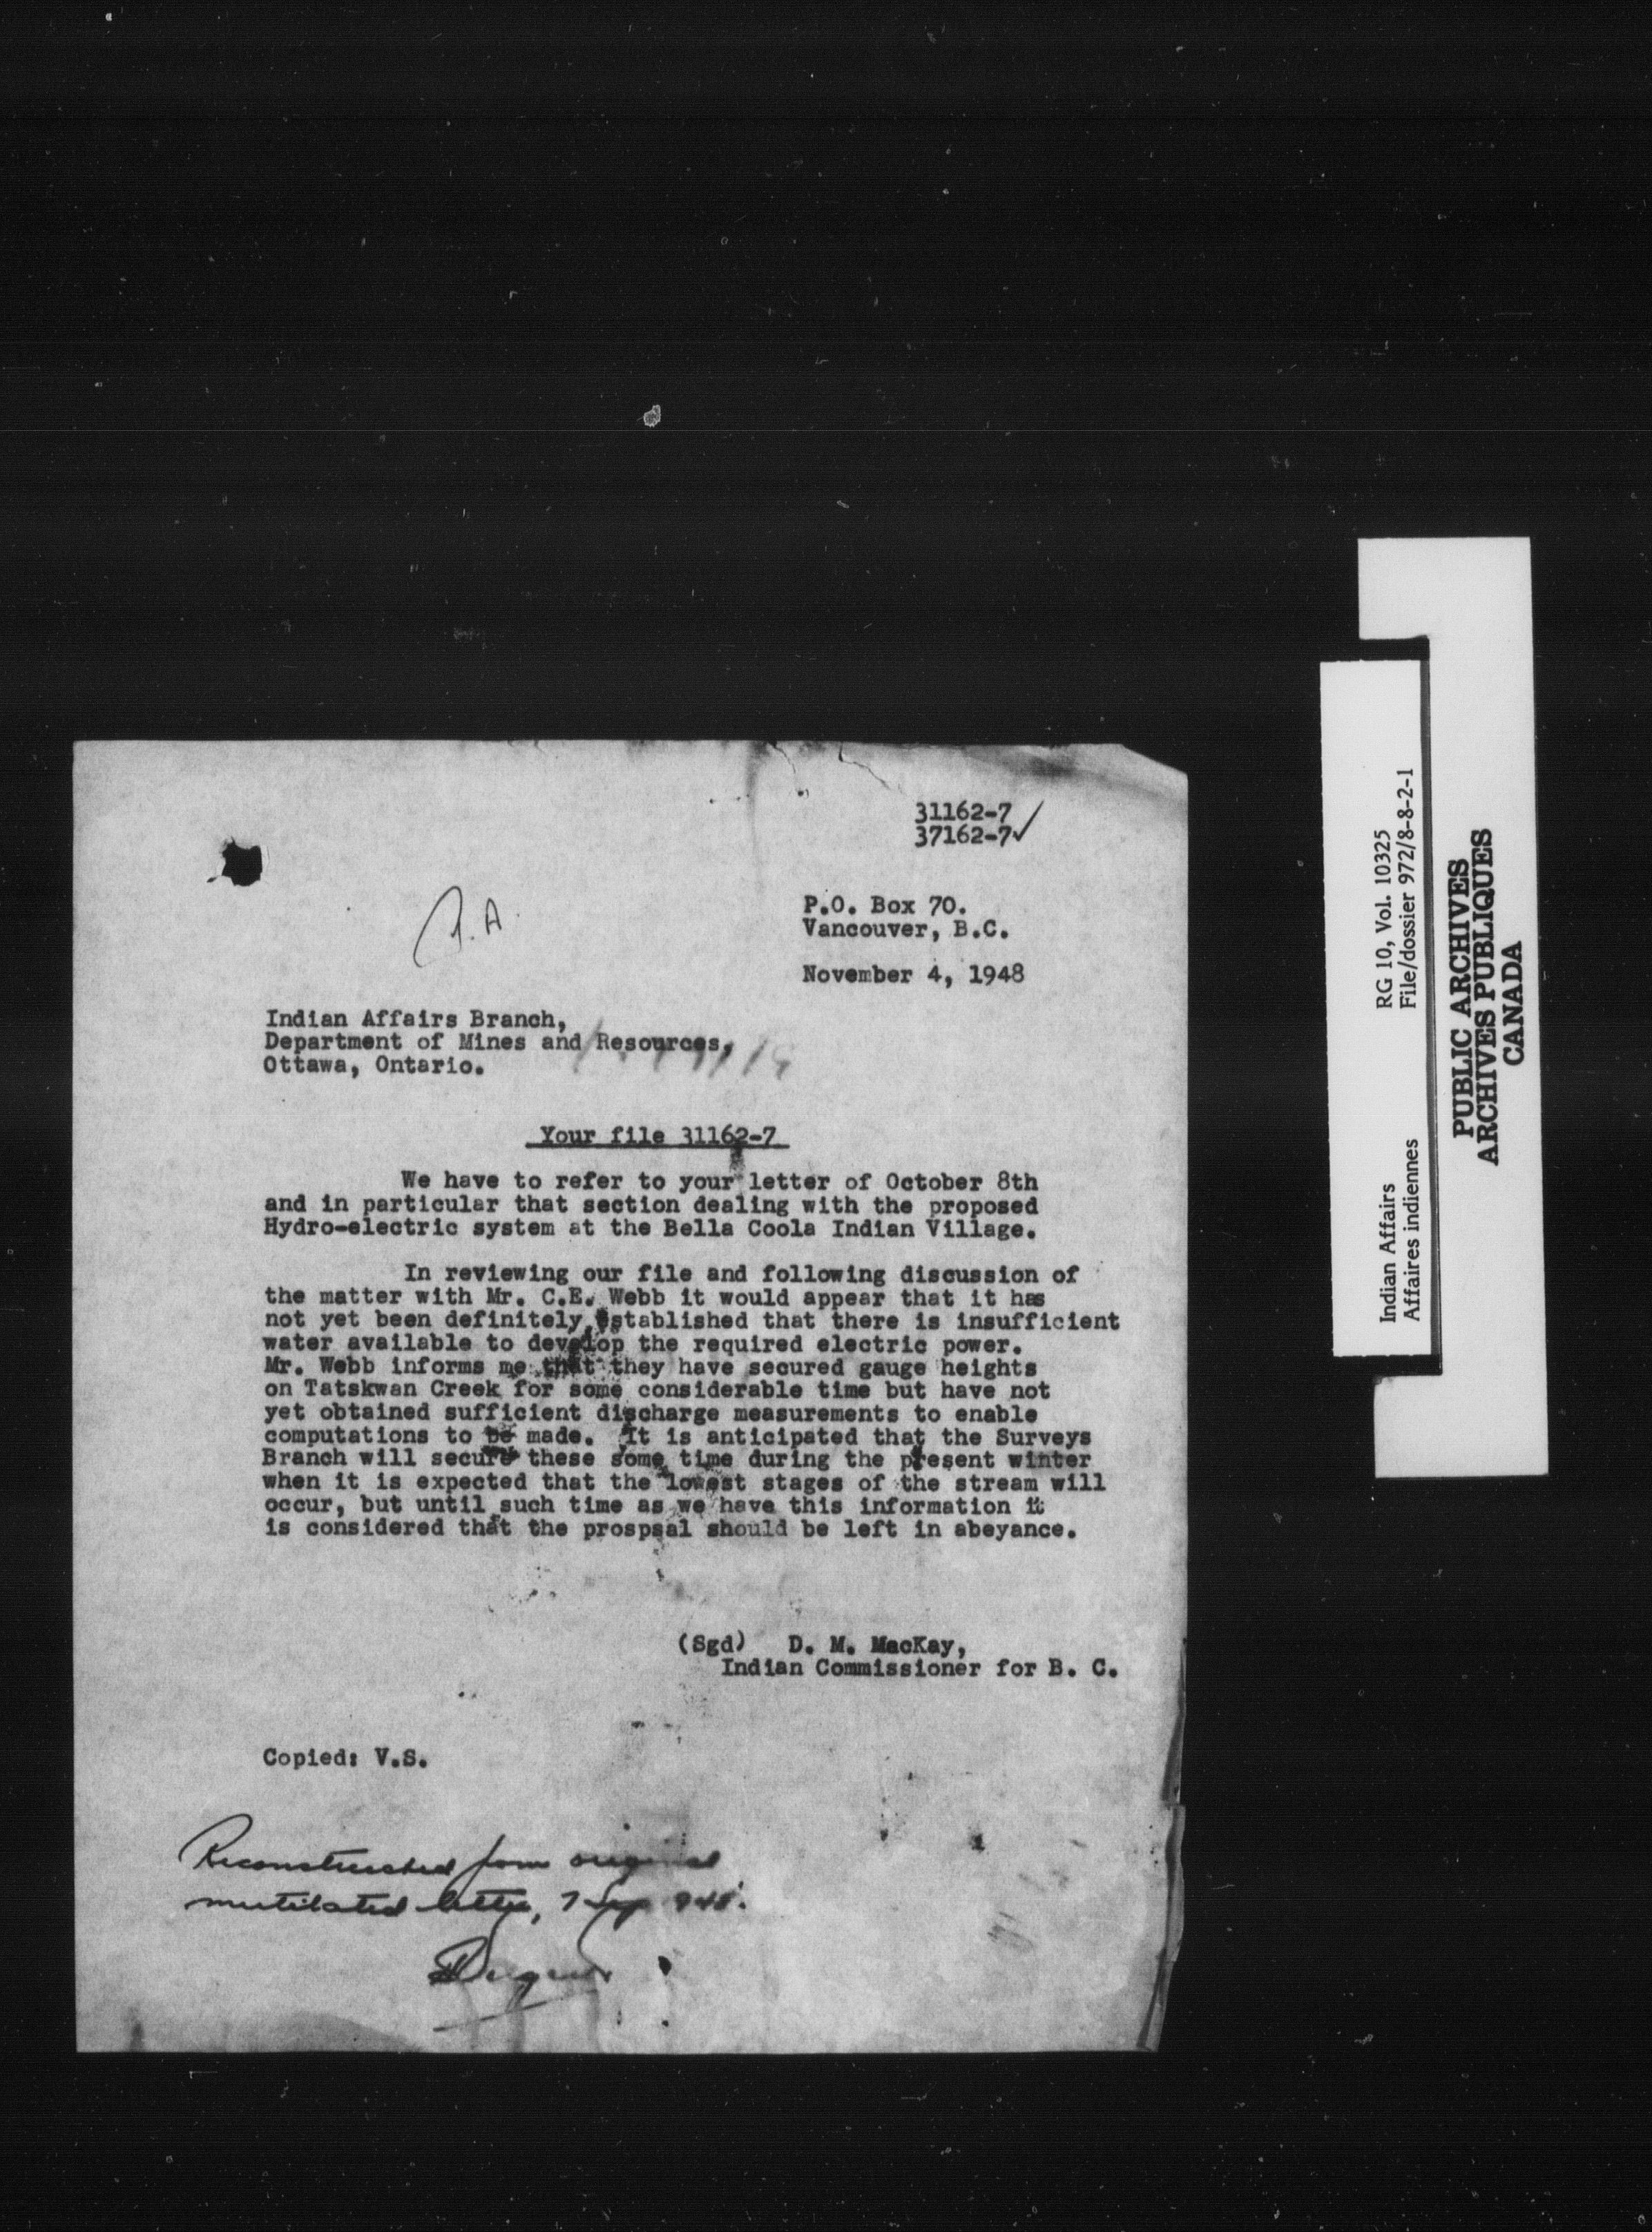 31162-7
37162-7
P.A.
P.O. Box 70.
Vancouver, B.C.
November 4, 1948
Indian Affairs Branch,
Department of Mines and Resources,
Ottawa, Ontario.
Your file 31162-7
We have to refer to your letter of October 8th
and in particular that section dealing with the proposed
Hydro-electric system at the Bella Coola Indian Village.
In reviewing our file and following discussion of
the matter with Mr. C.E. Webb it would appear that it has
not yet been definitely established that there is insufficient
water available to develop the required electric power.
Mr. Webb informs me that they have secured gauge heights
on Tatskwan Creek for some considerable time but have not
yet obtained sufficient discharge measurements to enable
computations to be made. It is anticipated that the Surveys
Branch will secure these some time during the present winter
when it is expected that the lowest stages of the stream will
occur, but until such time as we have this information it
is considered that the prospsal should be left in abeyance.
(Sgd) D. M. MacKay,
Indian Commissioner for B. C.
Copied: V.S.
Reconstructed from original
mutilated letter, 7
Indian Affairs RG 10, Vol. 10325
Affaires indiennes File/dossier 972/8-8-2-1
PUBLIC ARCHIVES
ARCHIVES PUBLIQUES
CANADA